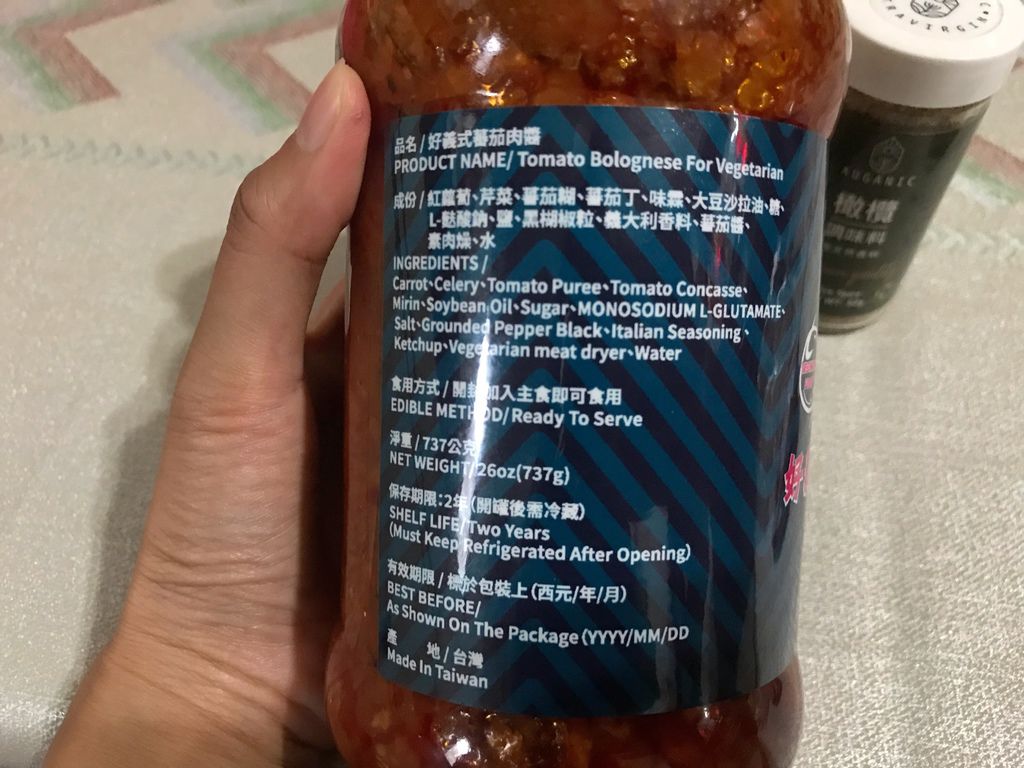 品名 / 好義式蕃茄肉醬
PRODUCT NAME/ Tomato Bolognese For Vegetarian
成份 / 紅蘿蔔、芹菜、蕃茄糊、蕃茄丁、味霖、大豆沙拉油、糖、
L-麩酸鈉、鹽、黑楜椒粒、義大利香料、蕃茄醬、
素肉燥、水
INGREDIENTS /
Carrot、Celery、Tomato Puree、Tomato Concasse、
Mirin、Soybean Oil、Sugar、MONOSODIUM L-GLUTAMATE、
Salt、Grounded Pepper Black、Italian Seasoning、
Ketchup、Vegetarian meat dryer、Water
食用方式 / 開封加入主食即可食用
EDIBLE METHOD/ Ready To Serve
淨重 / 737公克
NET WEIGHT/26oz(737g)
保存期限:2年(開罐後需冷藏)
SHELF LIFE/Two Years
(Must Keep Refrigerated After Opening)
有效期限 / 標於包裝上(西元/年/月)
BEST BEFORE/
As Shown On The Package(YYYY/MM/DD
產 地 / 台灣
Made In Taiwan
好
AUGANIC
橄欖
調味料